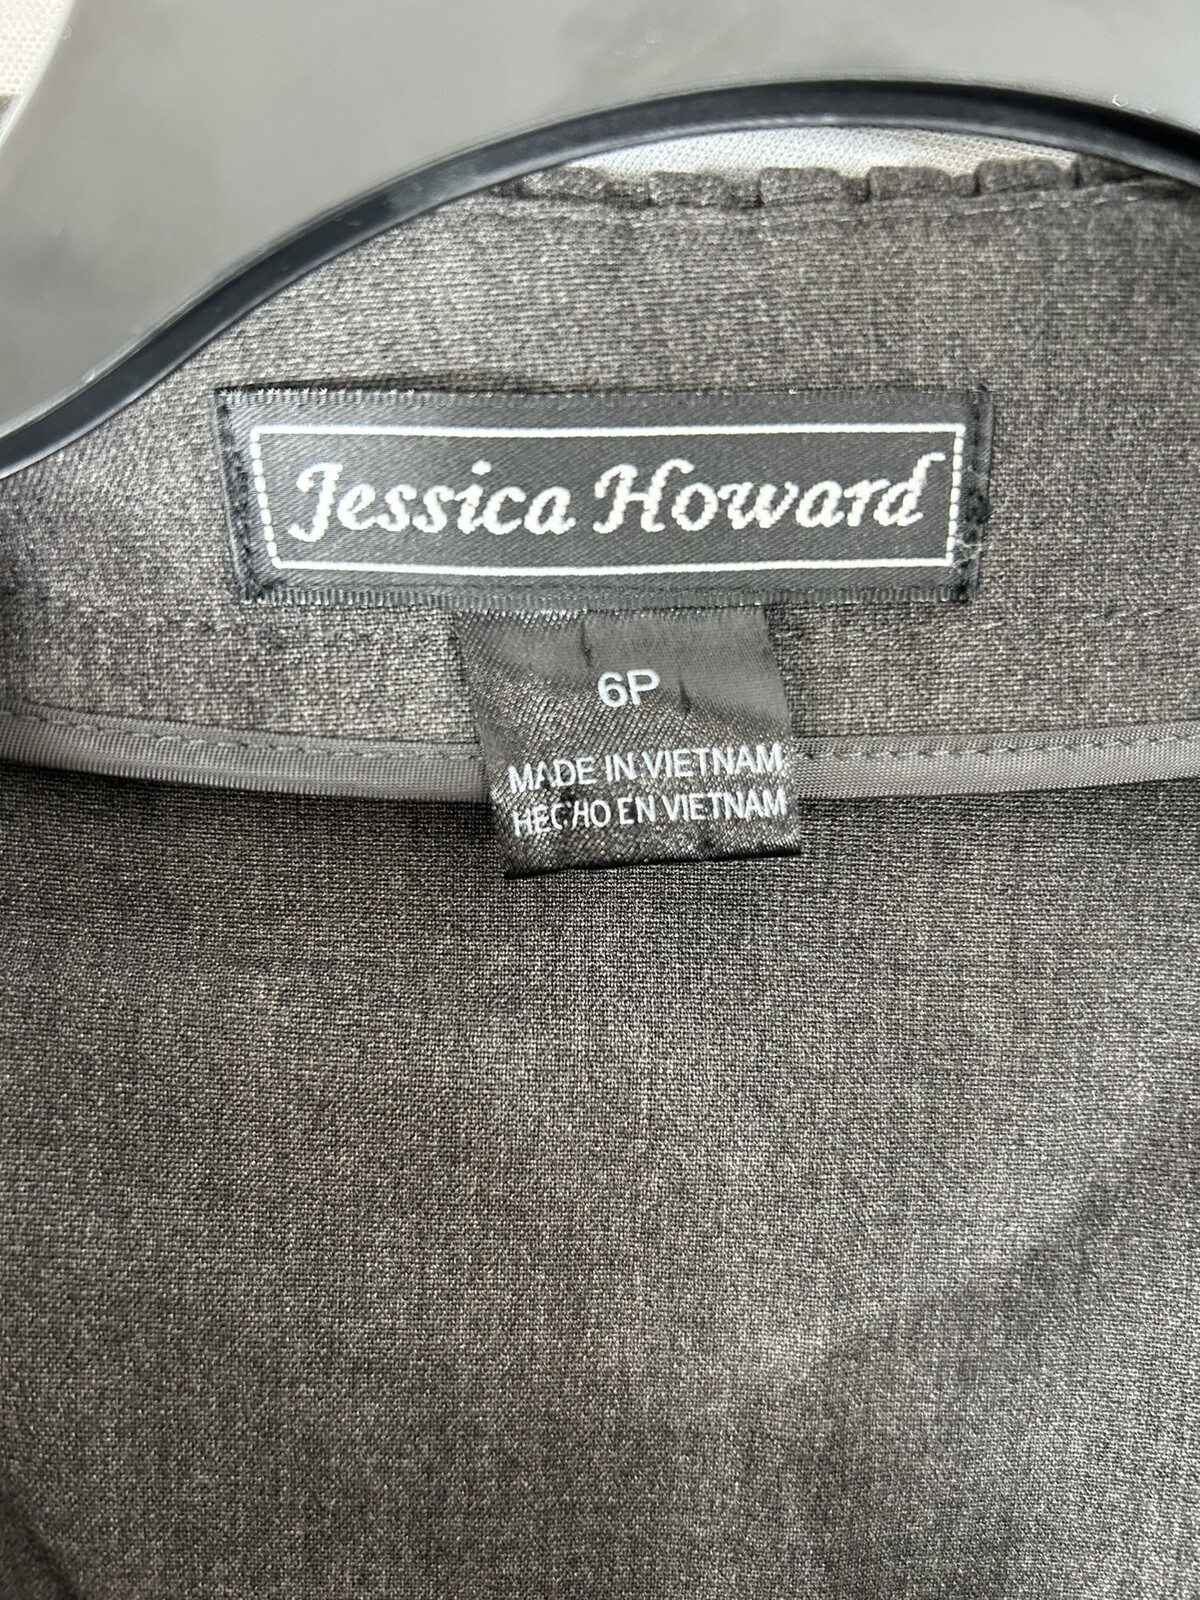 Jessica Howard
6P
MADE IN VIETNAM
HECHO EN VIETNAM